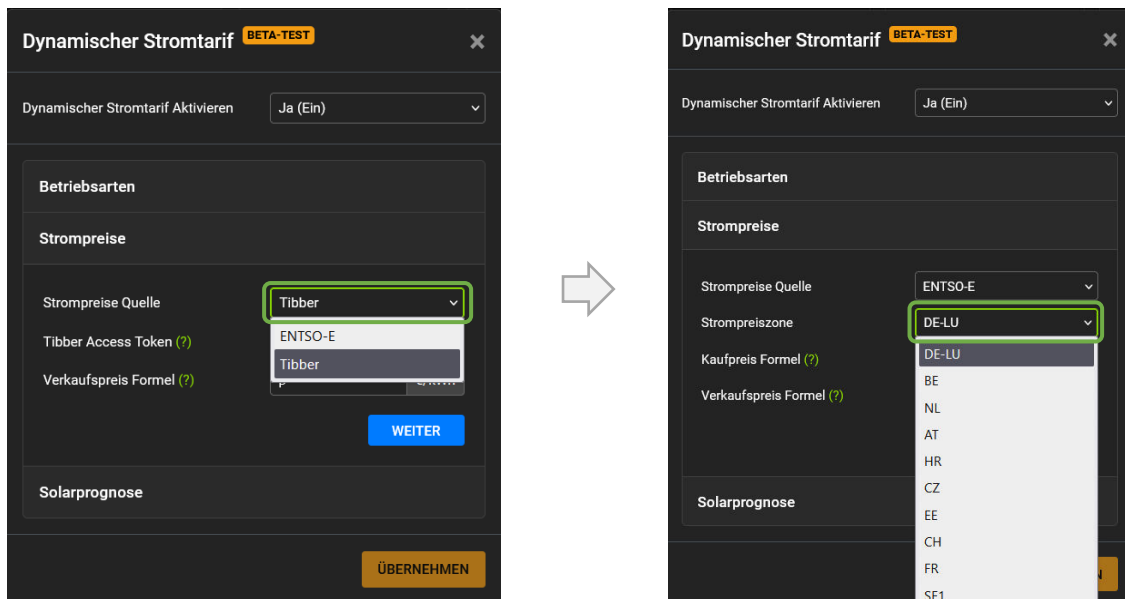 Dynamischer Stromtarif BETA-TEST ×
Dynamischer Stromtarif Aktivieren Ja (Ein)
Betriebsarten
Strompreise
Strompreise Quelle Tibber
ENTSO-E
Tibber Access Token (?)
Tibber
Verkaufspreis Formel (?)
WEITER
Solarprognose
ÜBERNEHMEN
Dynamischer Stromtarif BETA-TEST ×
Dynamischer Stromtarif Aktivieren Ja (Ein)
Betriebsarten
Strompreise
Strompreise Quelle ENTSO-E
Strompreiszone DE-LU
Kaufpreis Formel (?)
Verkaufspreis Formel (?)
DE-LU
BE
NL
AT
HR
CZ
EE
CH
FR
SE1
Solarprognose